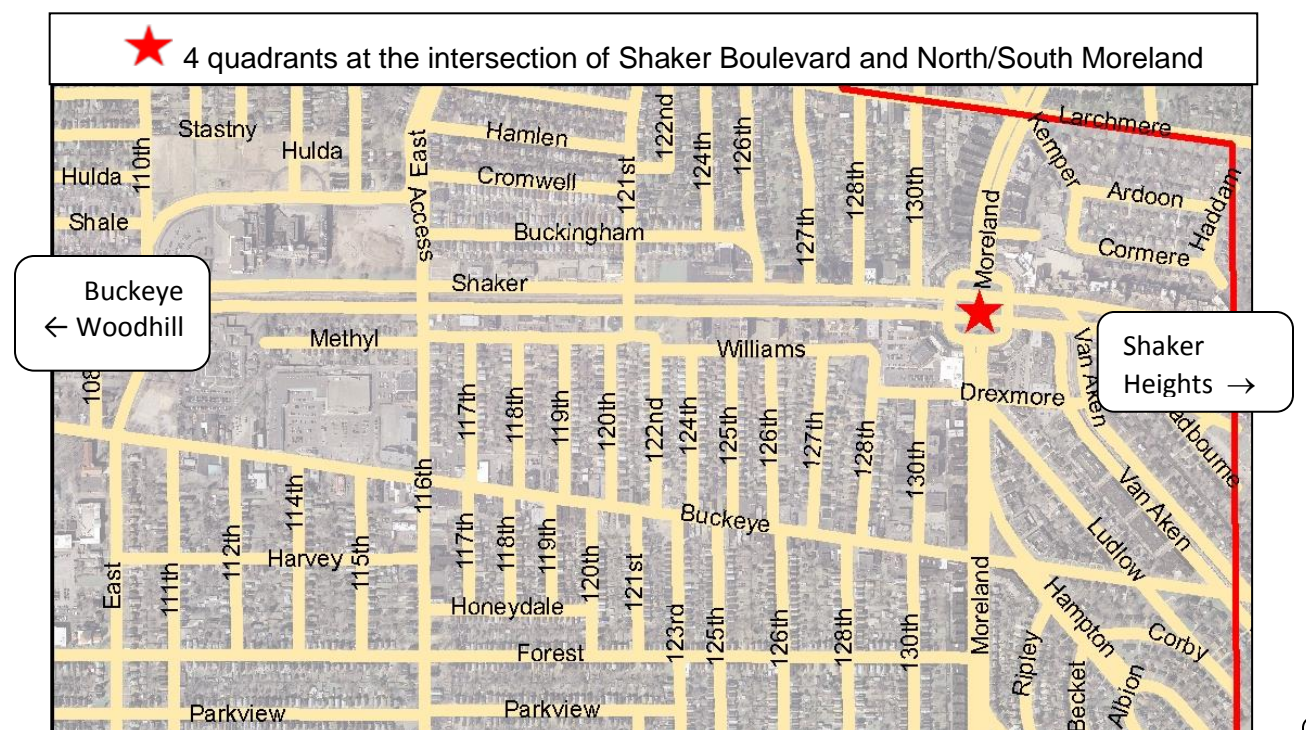 4 quadrants at the intersection of Shaker Boulevard and North/South Moreland
Stastny
Hulda
110th
Hulda
Shale
East
Access
Hamlen
Cromwell
Buckingham
121st
122nd
124th
126th
127th
128th
130th
Moreland
Kemper
Larchmere
Ardoon
Cormere
Haddam
Shaker
Buckeye
← Woodhill
Shaker
Heights →
Methyl
Williams
Drexmore
Van Aken
108
117th
118th
119th
120th
122nd
124th
125th
126th
127th
128th
130th
116th
Buckeye
Van Aken
Ludlow
112th
114th
Harvey
115th
East
111th
117th
118th
119th
120th
121st
Honeydale
123rd
125th
126th
128th
130th
Moreland
Hampton
Ripley
Corby
Forest
Becket
Albion
Parkview
Parkview